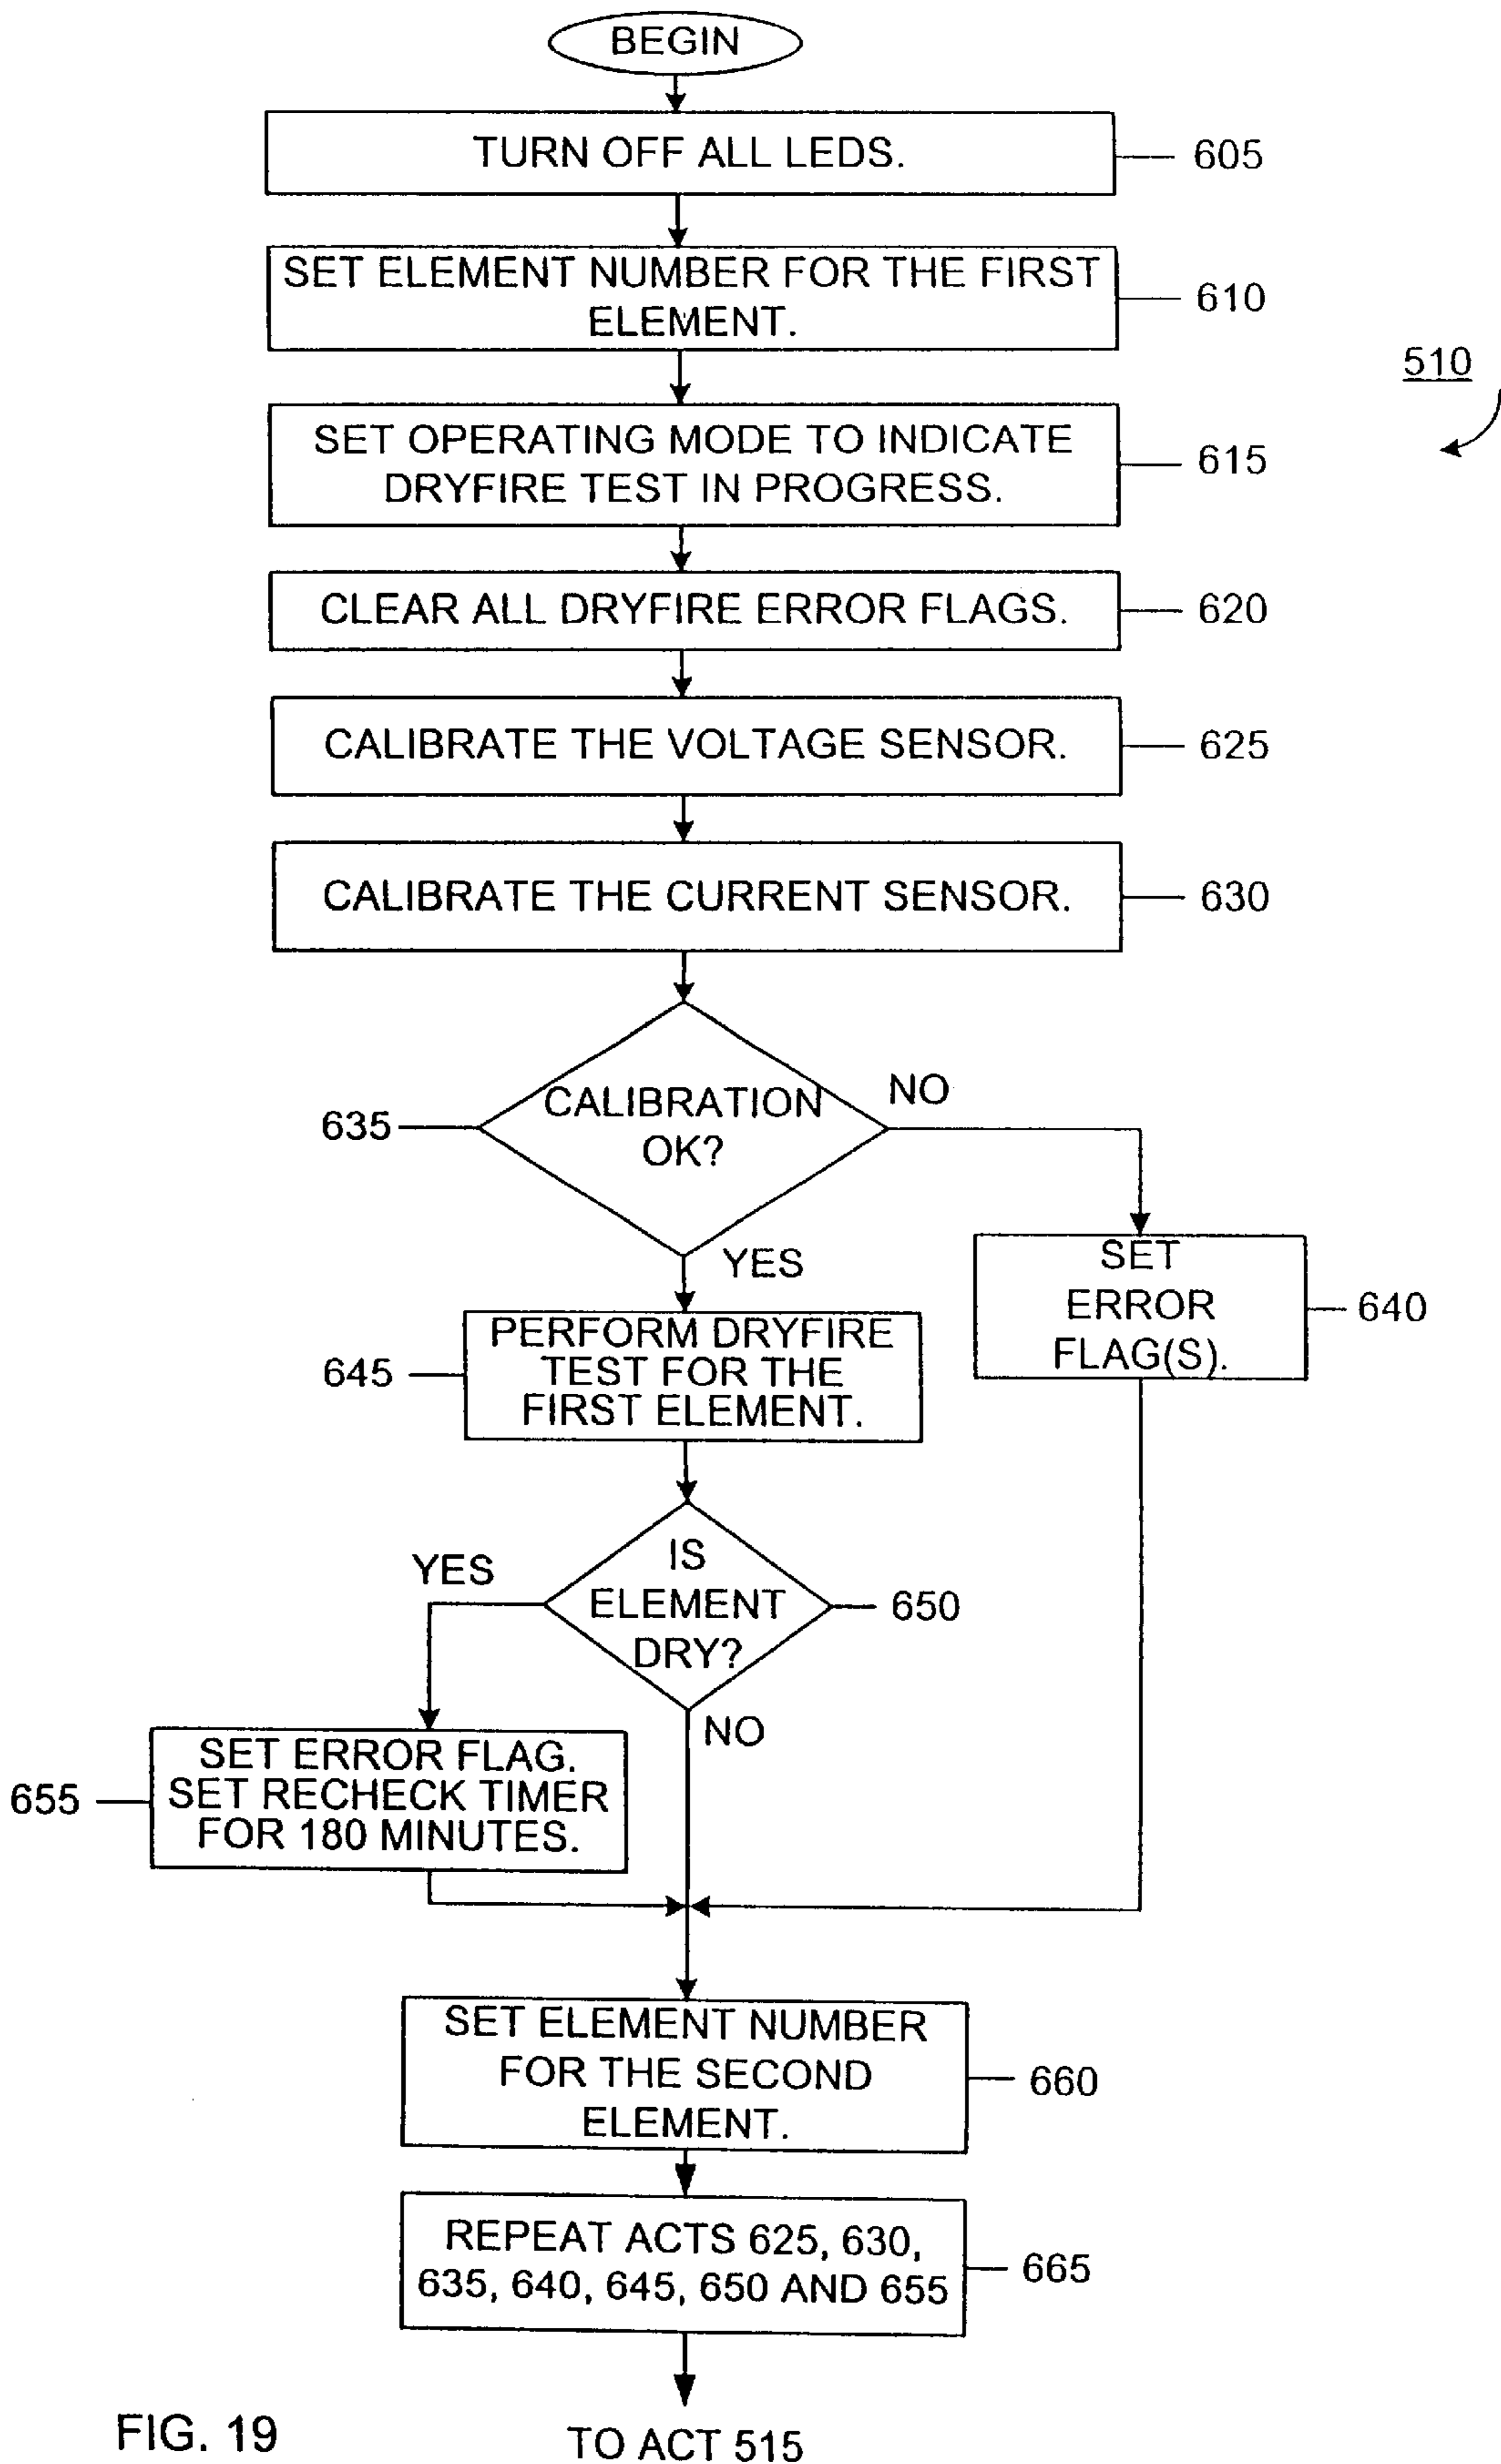 BEGIN
TURN OFF ALL LEDS.
605
SET ELEMENT NUMBER FOR THE FIRST
ELEMENT.
610
510
SET OPERATING MODE TO INDICATE
DRYFIRE TEST IN PROGRESS.
615
CLEAR ALL DRYFIRE ERROR FLAGS.
620
CALIBRATE THE VOLTAGE SENSOR.
625
CALIBRATE THE CURRENT SENSOR.
630
635
CALIBRATION
OK?
NO
YES
SET
ERROR
FLAG(S).
640
645
PERFORM DRYFIRE
TEST FOR THE
FIRST ELEMENT.
YES
IS
ELEMENT
DRY?
650
NO
655
SET ERROR FLAG.
SET RECHECK TIMER
FOR 180 MINUTES.
SET ELEMENT NUMBER
FOR THE SECOND
ELEMENT.
660
REPEAT ACTS 625, 630,
635, 640, 645, 650 AND 655
665
FIG. 19
TO ACT 515